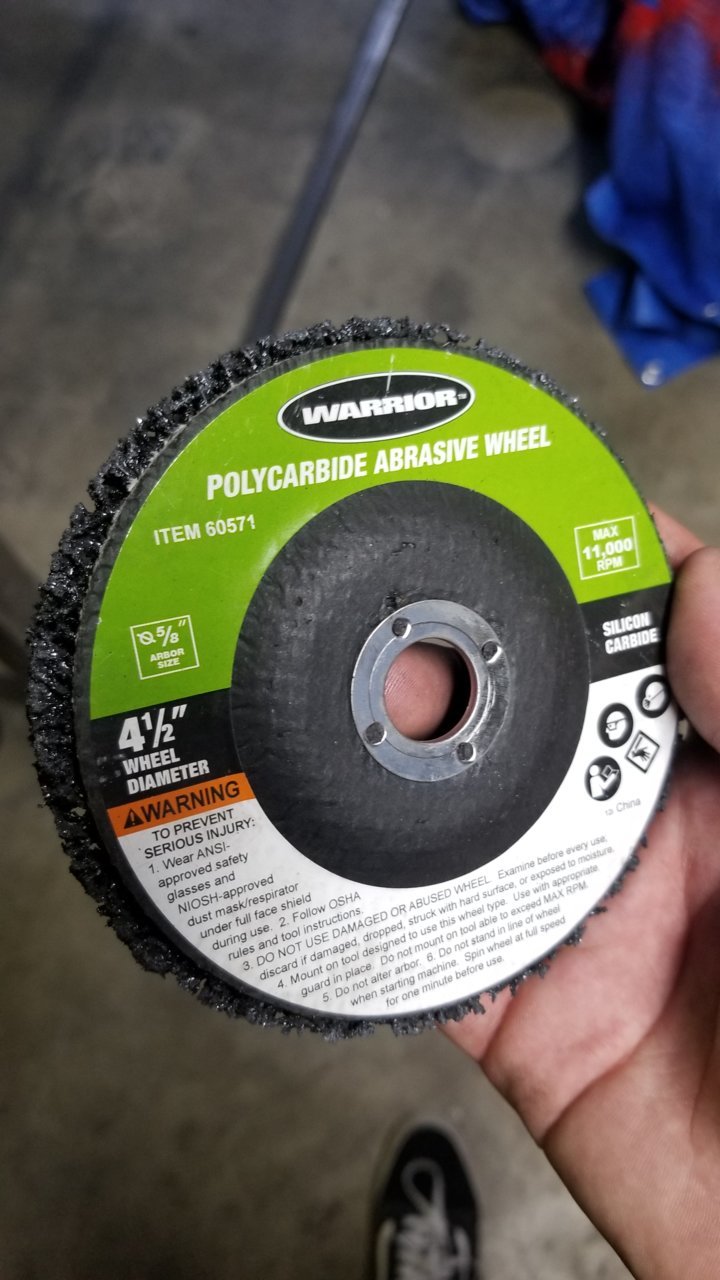 WARRIOR™
POLYCARBIDE ABRASIVE WHEEL
ITEM 60571
MAX
11,000
RPM
Ø 5/8"
ARBOR
SIZE
SILICON
CARBIDE
4½"
WHEEL
DIAMETER
⚠WARNING
TO PREVENT
SERIOUS INJURY:
1. Wear ANSI-
approved safety
glasses and
NIOSH-approved
dust mask/respirator
under full face shield
during use. 2. Follow OSHA
rules and tool instructions.
3. DO NOT USE DAMAGED OR ABUSED WHEEL. Examine before every use,
discard if damaged, dropped, struck with hard surface, or exposed to moisture.
4. Mount on tool designed to use this wheel type. Use with appropriate
guard in place. Do not mount on tool able to exceed MAX RPM.
5. Do not alter arbor. 6. Do not stand in line of wheel
when starting machine. Spin wheel at full speed
for one minute before use.
China